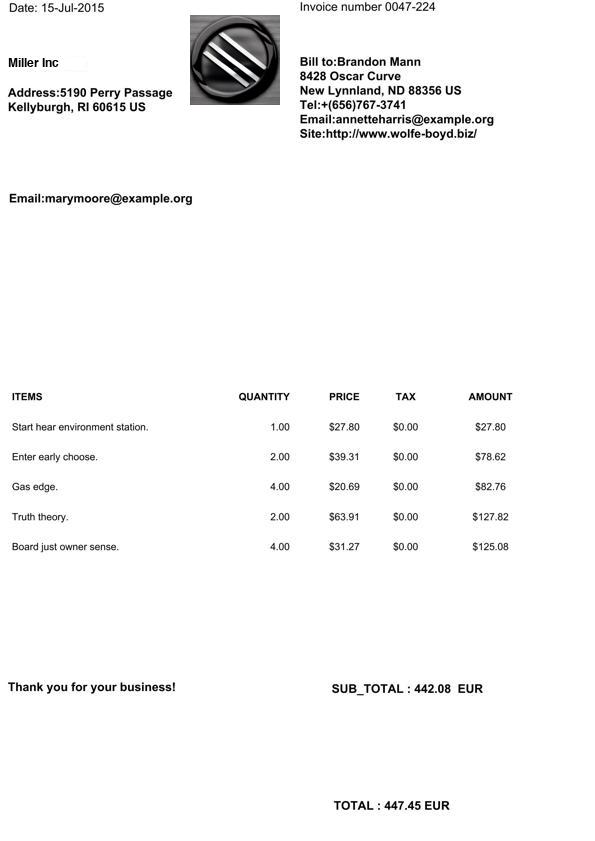 Date: 15-Jul-2015
Invoice number 0047-224
Miller Inc
Address:5190 Perry Passage
Kellyburgh, RI 60615 US
Bill to:Brandon Mann
8428 Oscar Curve
New Lynnland, ND 88356 US
Tel:+(656)767-3741
Email:annetteharris@example.org
Site:http://www.wolfe-boyd.biz/
Email:marymoore@example.org
ITEMS QUANTITY PRICE TAX AMOUNT
Start hear environment station. 1.00 $27.80 $0.00 $27.80
Enter early choose. 2.00 $39.31 $0.00 $78.62
Gas edge. 4.00 $20.69 $0.00 $82.76
Truth theory. 2.00 $63.91 $0.00 $127.82
Board just owner sense. 4.00 $31.27 $0.00 $125.08
Thank you for your business!
SUB_TOTAL : 442.08 EUR
TOTAL : 447.45 EUR